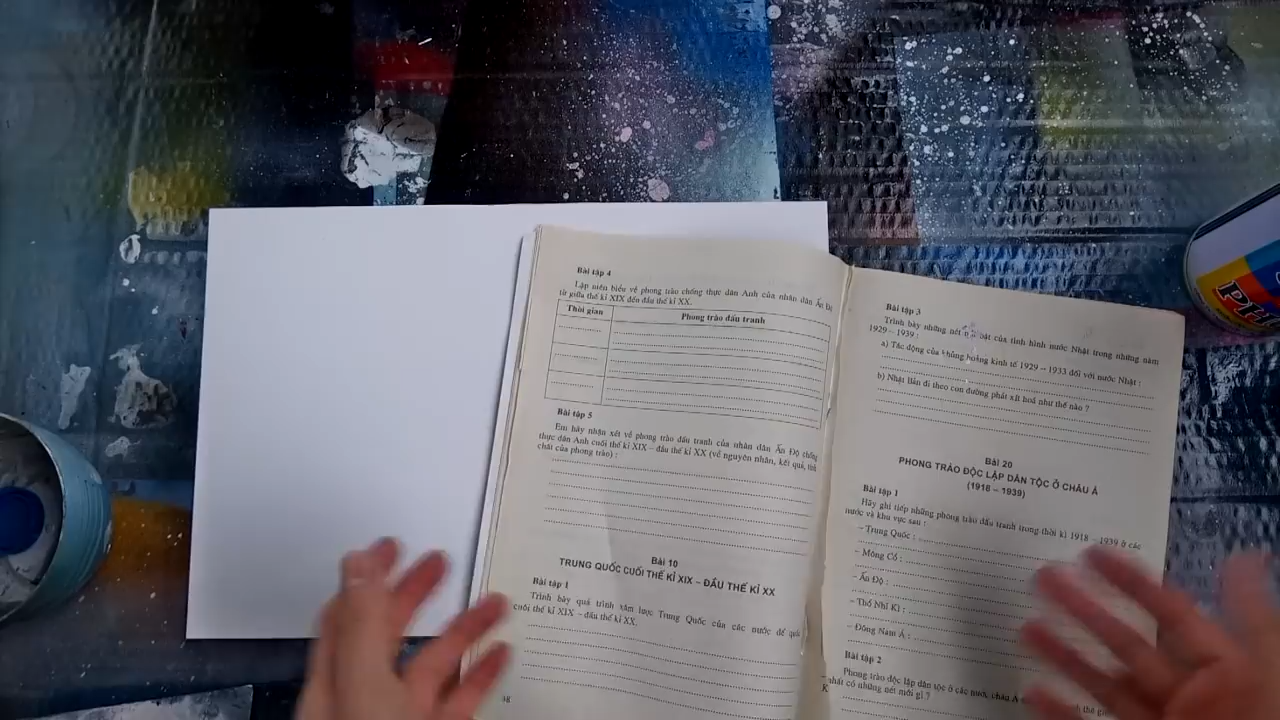 Bài tập 4
Lập niên biểu về phong trào chống thực dân Anh của nhân dân Ấn Độ
từ giữa thế kỉ XIX đến đầu thế kỉ XX.
Thời gian
Phong trào đấu tranh
Bài tập 5
Em hãy nhận xét về phong trào đấu tranh của nhân dân Ấn Độ chống
thực dân Anh cuối thế kỉ XIX – đầu thế kỉ XX (về nguyên nhân, kết quả, tính
chất của phong trào) :
Bài 10
TRUNG QUỐC CUỐI THẾ KỈ XIX – ĐẦU THẾ KỈ XX
Bài tập 1
Trình bày quá trình xâm lược Trung Quốc của các nước đế quốc
cuối thế kỉ XIX – đầu thế kỉ XX.
Bài tập 3
Trình bày những nét bật của tình hình nước Nhật trong những năm
1929 – 1939 :
a) Tác động của khủng hoảng kinh tế 1929 – 1933 đối với nước Nhật :
b) Nhật Bản đi theo con đường phát xít hoá như thế nào ?
Bài 20
PHONG TRÀO ĐỘC LẬP DÂN TỘC Ở CHÂU Á
(1918 – 1939)
Bài tập 1
Hãy ghi tiếp những phong trào đấu tranh trong thời kì 1918 – 1939 ở các
nước và khu vực sau :
– Trung Quốc :
– Mông Cổ :
– Ấn Độ :
– Thổ Nhĩ Kì :
– Đông Nam Á :
Bài tập 2
Phong trào độc lập dân tộc ở các nước châu Á
nhất có những nét mới gì ?